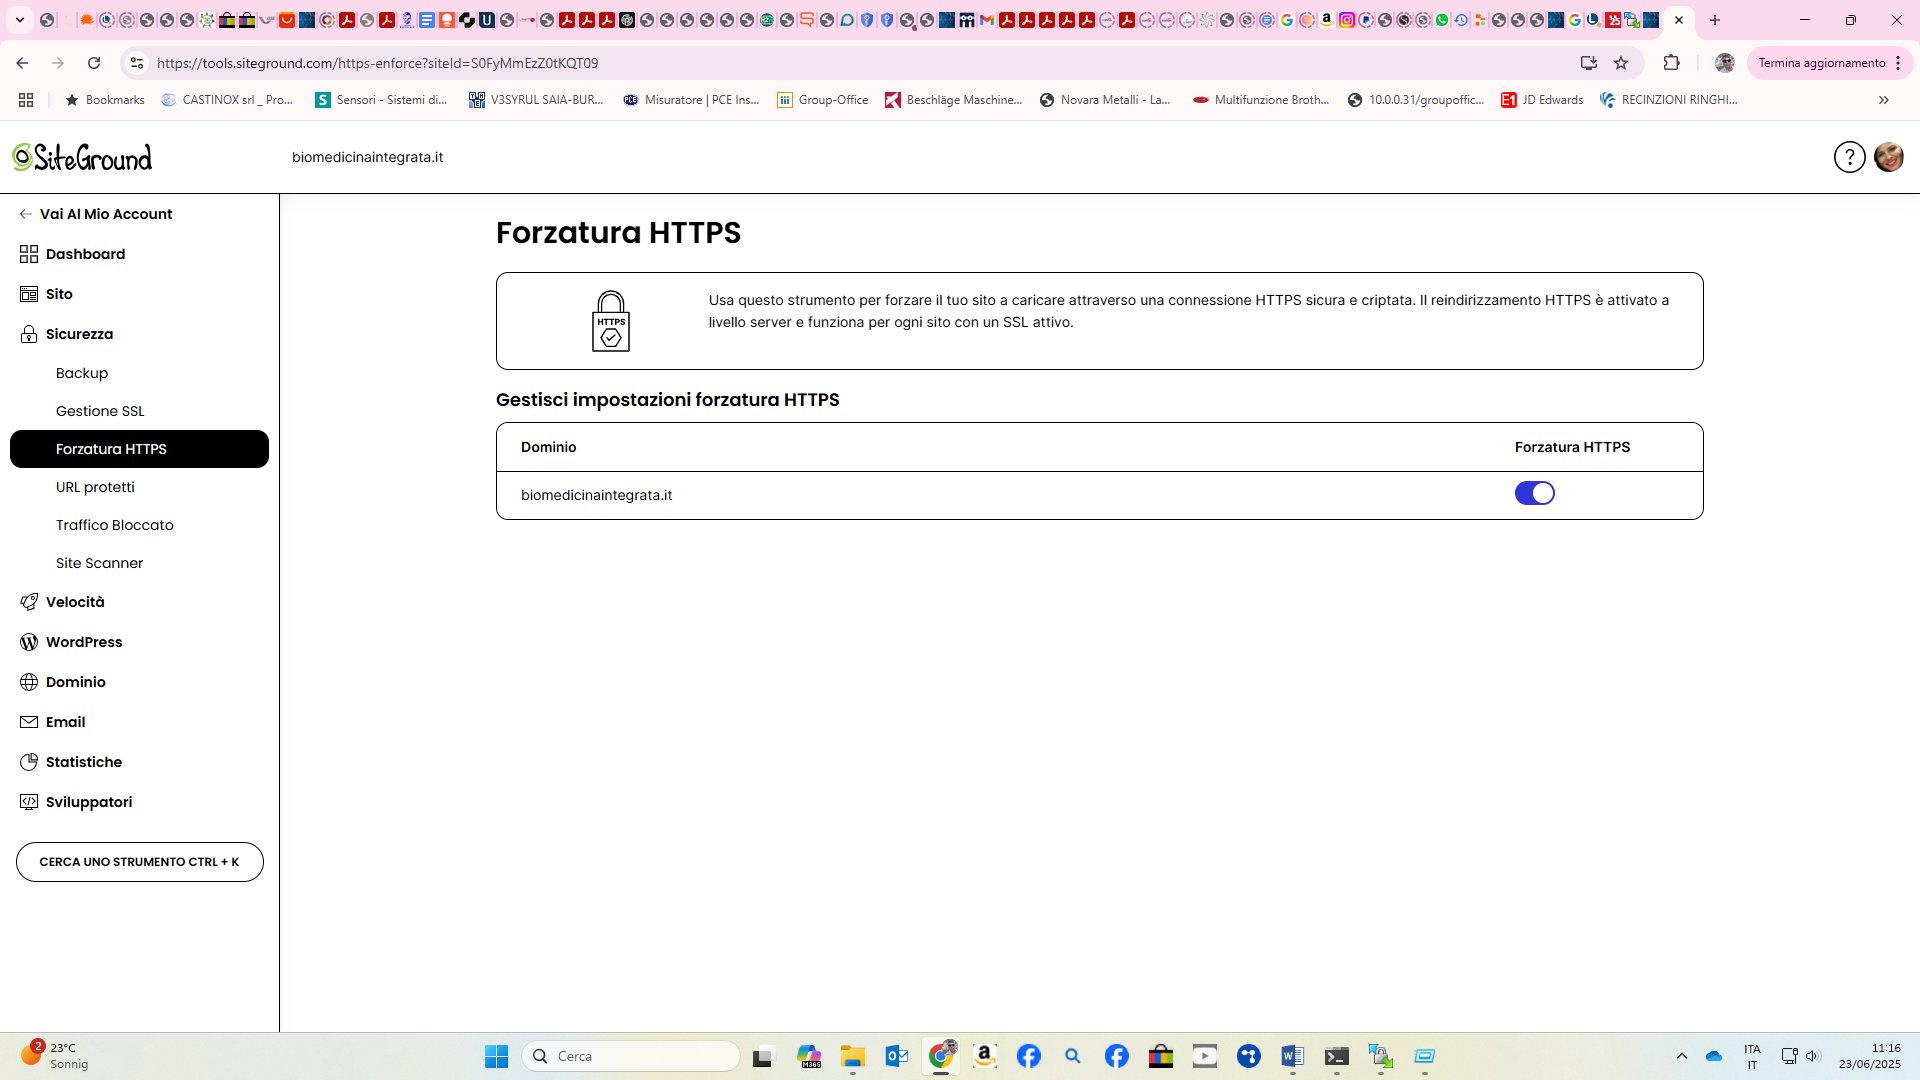 https://tools.siteground.com/https-enforce?siteId=S0FyMmEzZ0tKQT09
Termina aggiornamento
Bookmarks
CASTINOX srl _ Pro...
Sensori - Sistemi di...
V3SYRUL SAIA-BUR...
Misuratore | PCE Ins...
Group-Office
Beschläge Maschine...
Novara Metalli - La...
Multifunzione Broth...
10.0.0.31/groupoffic...
JD Edwards
RECINZIONI RINGHI...
SiteGround
biomedicinaintegrata.it
Vai Al Mio Account
Dashboard
Sito
Sicurezza
Backup
Gestione SSL
Forzatura HTTPS
URL protetti
Traffico Bloccato
Site Scanner
Velocità
WordPress
Dominio
Email
Statistiche
Sviluppatori
CERCA UNO STRUMENTO CTRL + K
Forzatura HTTPS
HTTPS
Usa questo strumento per forzare il tuo sito a caricare attraverso una connessione HTTPS sicura e criptata. Il reindirizzamento HTTPS è attivato a
livello server e funziona per ogni sito con un SSL attivo.
Gestisci impostazioni forzatura HTTPS
Dominio
Forzatura HTTPS
biomedicinaintegrata.it
2
23°C
Sonnig
Cerca
ITA
IT
11:16
23/06/2025